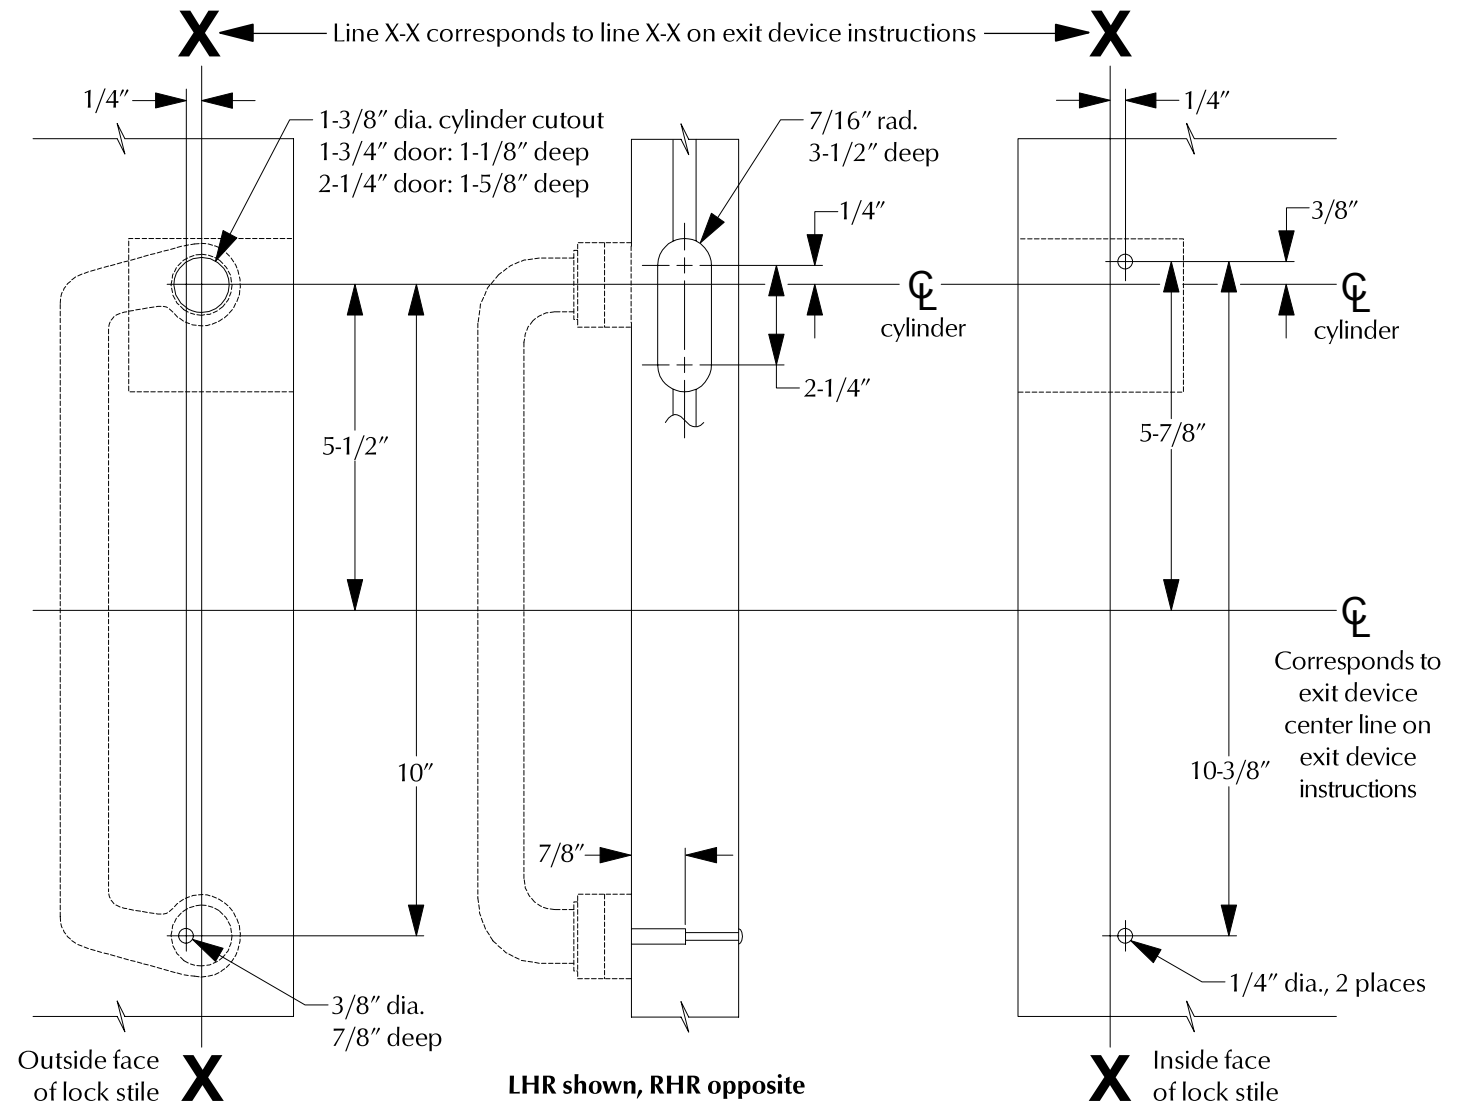 X Line X-X corresponds to line X-X on exit device instructions X
1/4″
1-3/8″ dia. cylinder cutout
1-3/4″ door: 1-1/8″ deep
2-1/4″ door: 1-5/8″ deep
7/16″ rad.
3-1/2″ deep
1/4″
1/4″
3/8″
℄
cylinder
℄
cylinder
2-1/4″
5-1/2″
5-7/8″
℄
Corresponds to
exit device
center line on
exit device
instructions
10″
10-3/8″
7/8″
3/8″ dia.
7/8″ deep
1/4″ dia., 2 places
Outside face
of lock stile
X
LHR shown, RHR opposite
X
Inside face
of lock stile